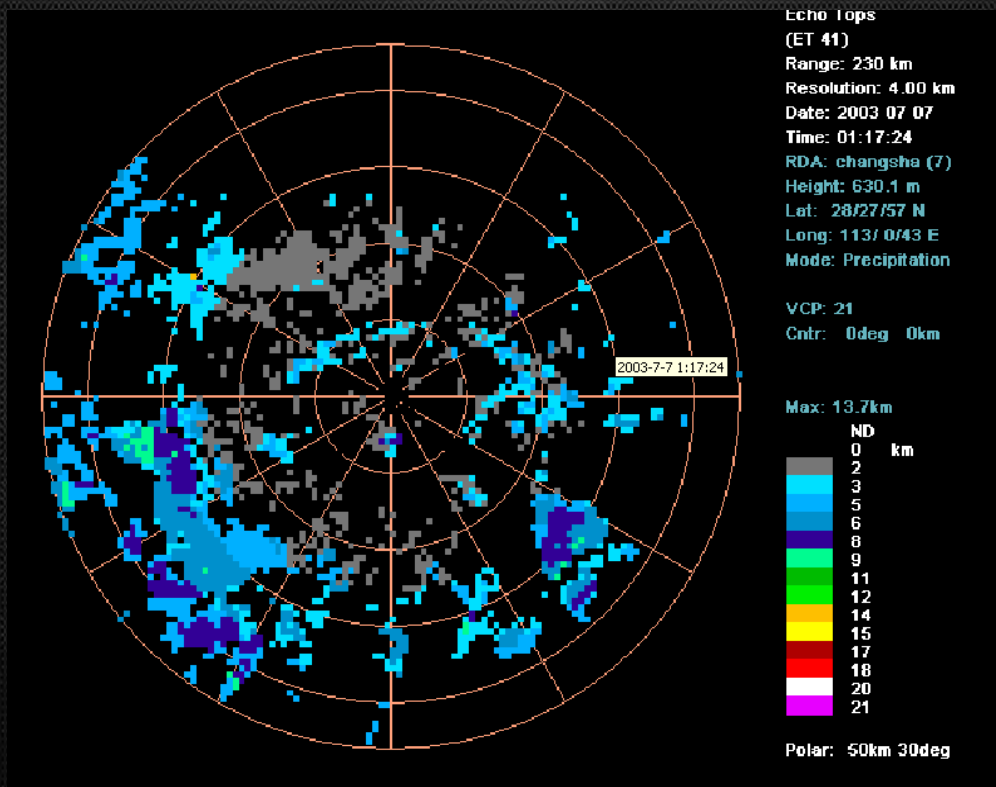 Echo Tops
(ET 41)
Range: 230 km
Resolution: 4.00 km
Date: 2003 07 07
Time: 01:17:24
RDA: changsha (7)
Height: 630.1 m
Lat: 28/27/57 N
Long: 113/ 0/43 E
Mode: Precipitation
VCP: 21
Cntr: 0deg 0km
2003-7-7 1:17:24
Max: 13.7km
ND
0 km
2
3
5
6
8
9
11
12
14
15
17
18
20
21
Polar: 50km 30deg